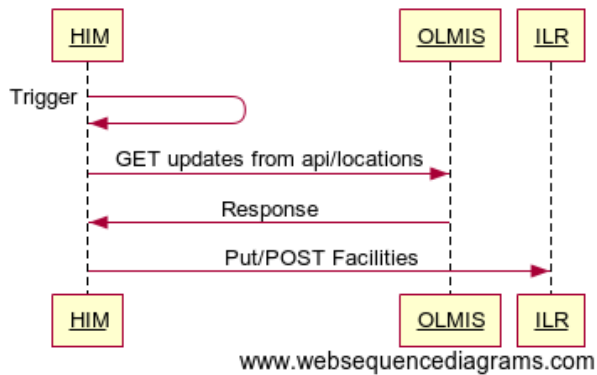 HIM OLMIS ILR
Trigger
GET updates from api/locations
Response
Put/POST Facilities
HIM OLMIS ILR
www.websequencediagrams.com